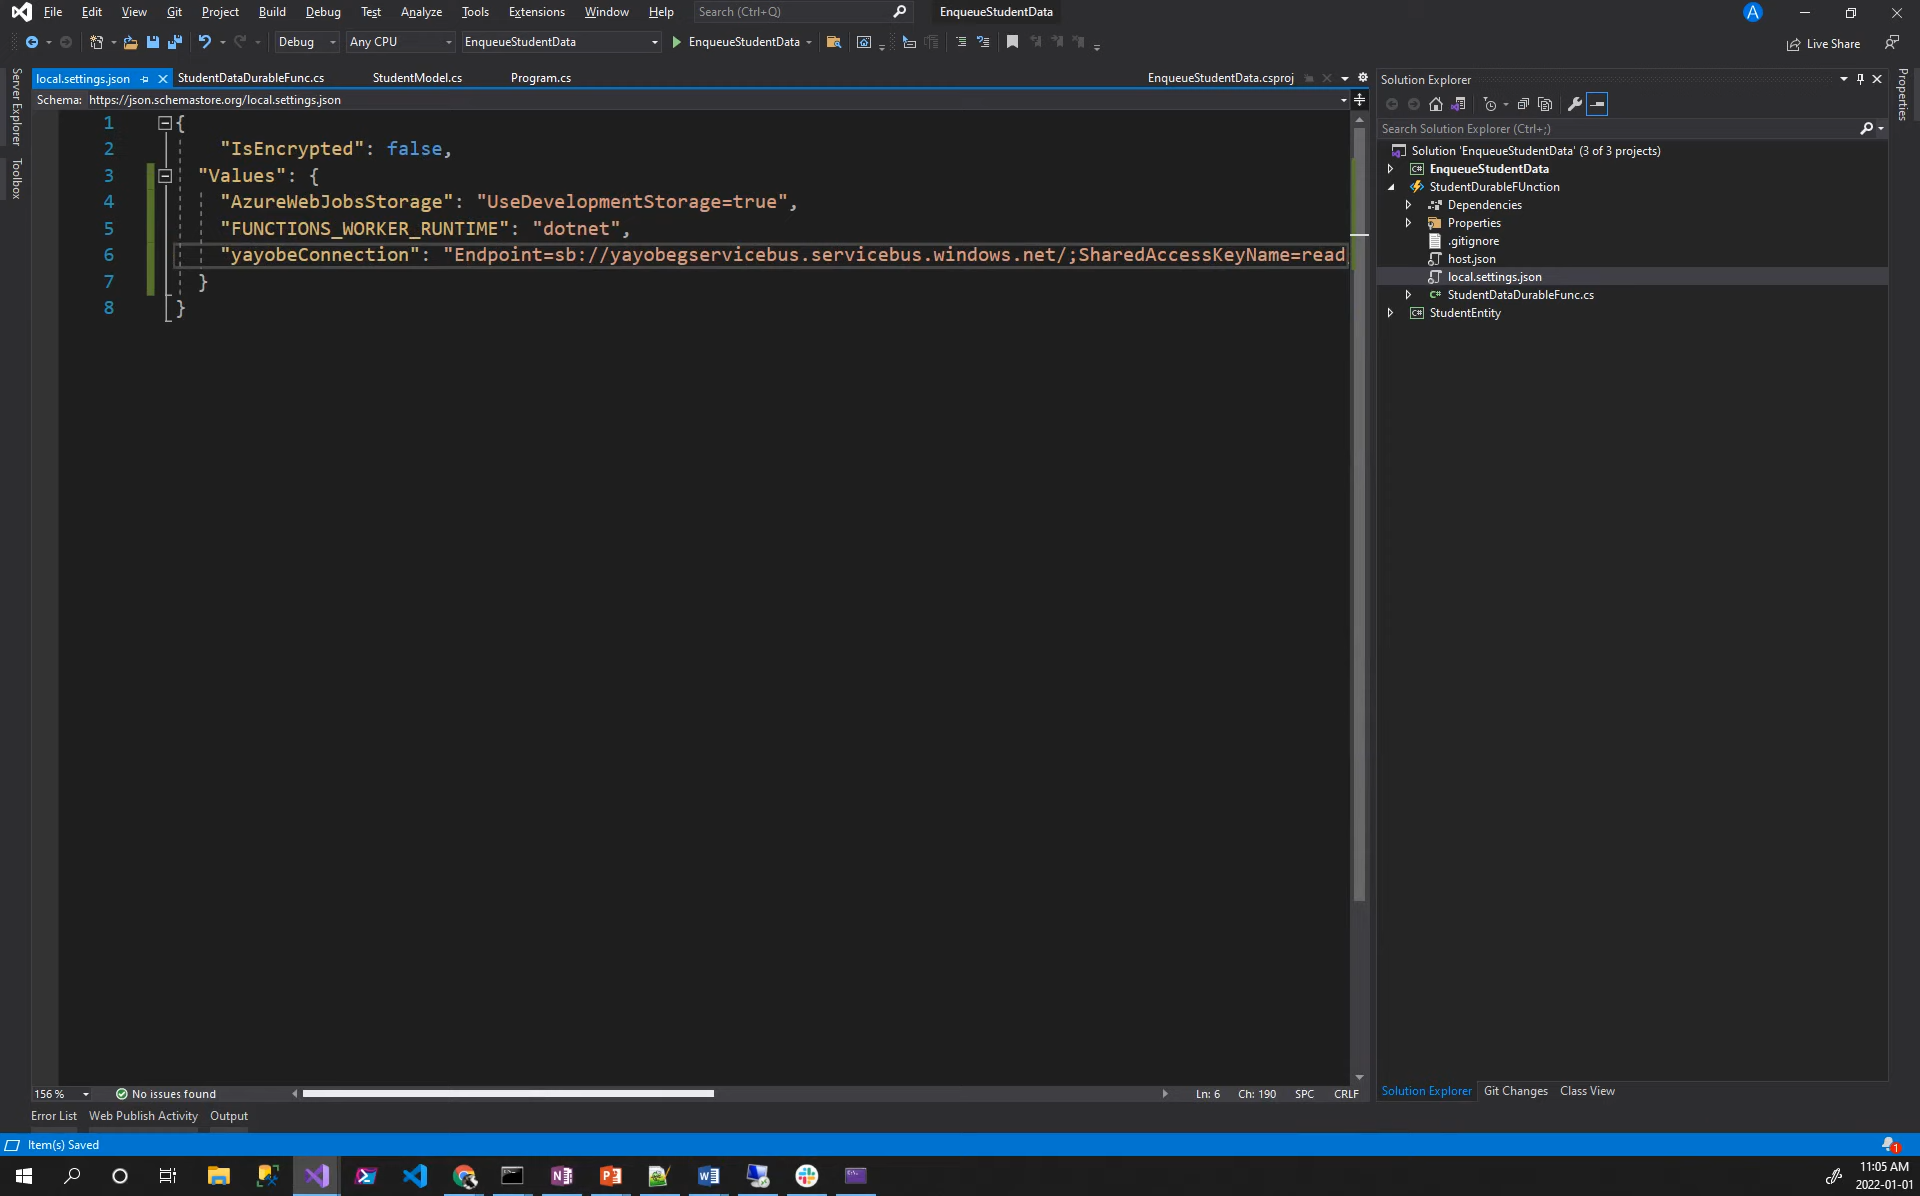 File Edit View Git Project Build Debug Test Analyze Tools Extensions Window Help Search (Ctrl+Q) EnqueueStudentData A
Debug Any CPU EnqueueStudentData EnqueueStudentData Live Share
Server Explorer
Toolbox
local.settings.json StudentDataDurableFunc.cs StudentModel.cs Program.cs EnqueueStudentData.csproj
Schema: https://json.schemastore.org/local.settings.json
1 {
2 "IsEncrypted": false,
3 "Values": {
4 "AzureWebJobsStorage": "UseDevelopmentStorage=true",
5 "FUNCTIONS_WORKER_RUNTIME": "dotnet",
6 "yayobeConnection": "Endpoint=sb://yayobegservicebus.servicebus.windows.net/;SharedAccessKeyName=read
7 }
8 }
156 % No issues found Ln: 6 Ch: 190 SPC CRLF
Error List Web Publish Activity Output
Solution Explorer
Search Solution Explorer (Ctrl+;)
Solution 'EnqueueStudentData' (3 of 3 projects)
C# EnqueueStudentData
StudentDurableFUnction
Dependencies
Properties
.gitignore
host.json
local.settings.json
C# StudentDataDurableFunc.cs
C# StudentEntity
Solution Explorer Git Changes Class View
Properties
Item(s) Saved 1
11:05 AM
2022-01-01